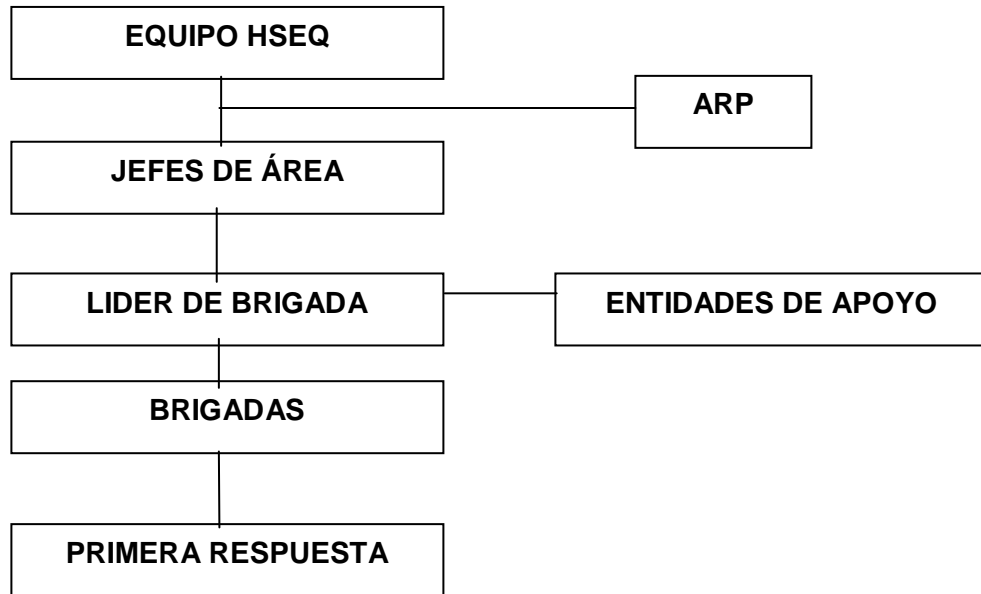 EQUIPO HSEQ
ARP
JEFES DE ÁREA
LIDER DE BRIGADA
ENTIDADES DE APOYO
BRIGADAS
PRIMERA RESPUESTA